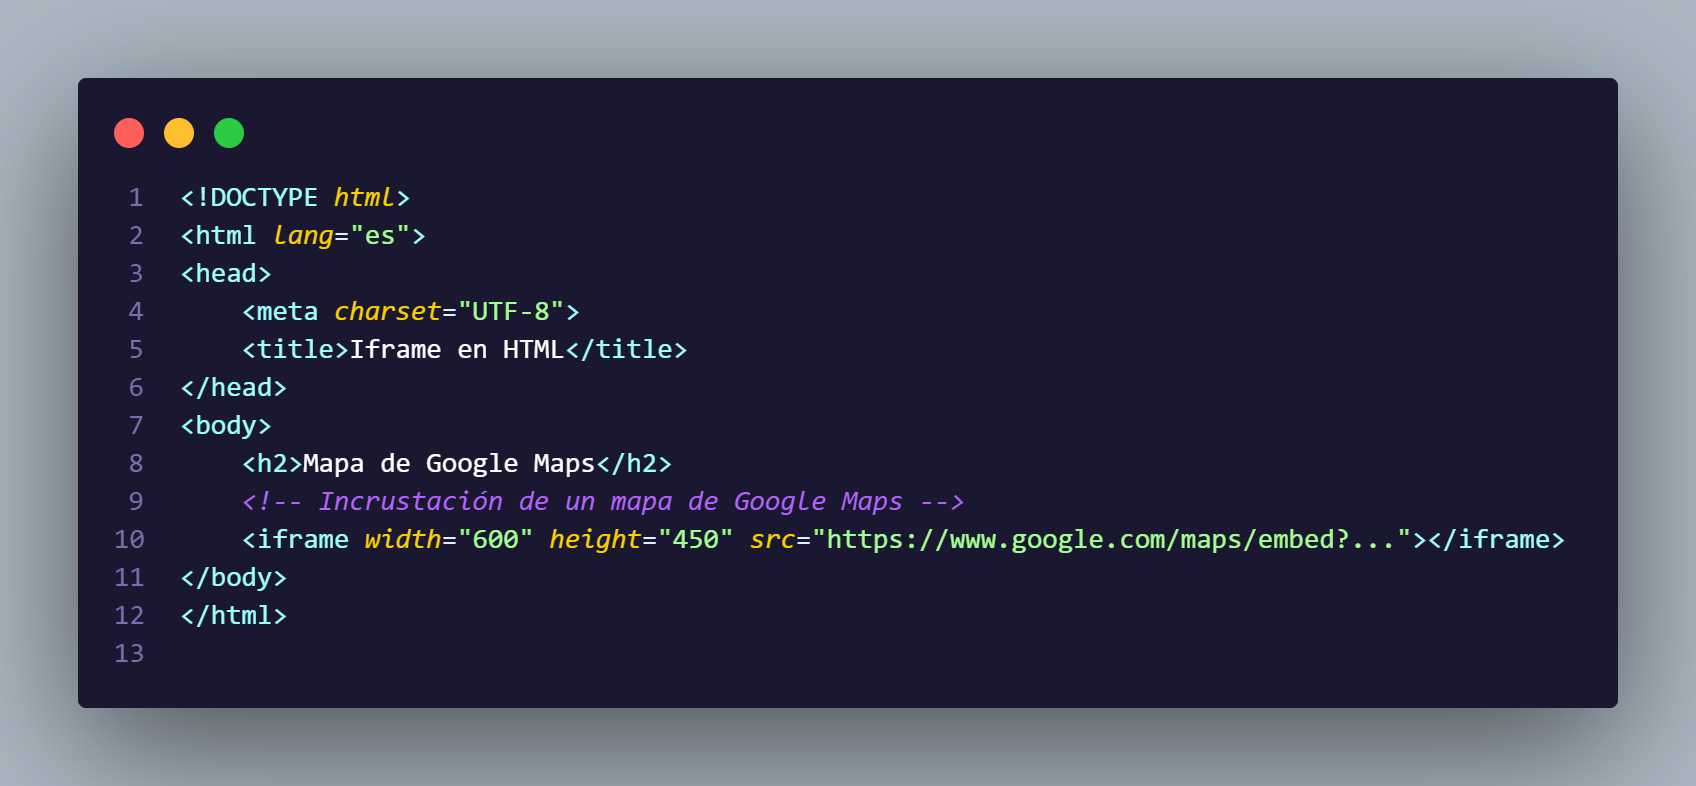 1 <!DOCTYPE html>
2 <html lang="es">
3 <head>
4     <meta charset="UTF-8">
5     <title>Iframe en HTML</title>
6 </head>
7 <body>
8     <h2>Mapa de Google Maps</h2>
9     <!-- Incrustación de un mapa de Google Maps -->
10     <iframe width="600" height="450" src="https://www.google.com/maps/embed?..."></iframe>
11 </body>
12 </html>
13